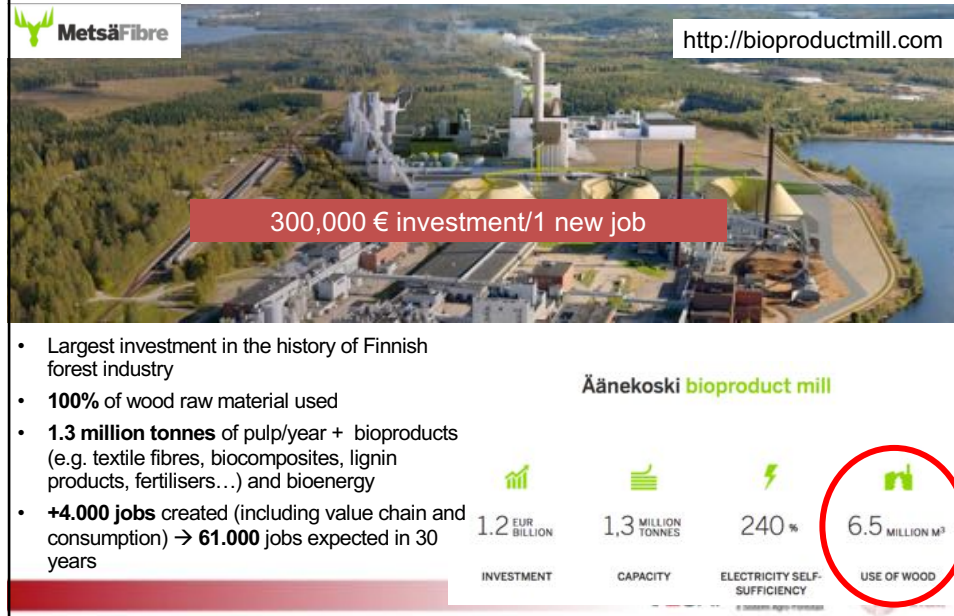 MetsäFibre
http://bioproductmill.com
300,000 € investment/1 new job
• Largest investment in the history of Finnish
forest industry
• 100% of wood raw material used
• 1.3 million tonnes of pulp/year + bioproducts
(e.g. textile fibres, biocomposites, lignin
products, fertilisers…) and bioenergy
• +4.000 jobs created (including value chain and
consumption) → 61.000 jobs expected in 30
years
Äänekoski bioproduct mill
1.2 EUR BILLION
1,3 MILLION TONNES
240 %
6.5 MILLION M³
INVESTMENT
CAPACITY
ELECTRICITY SELF-
SUFFICIENCY
USE OF WOOD